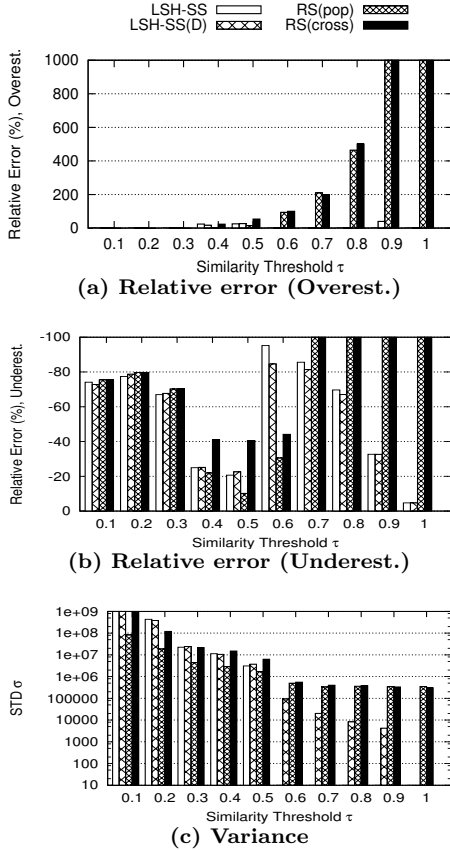 LSH-SS RS(pop)
LSH-SS(D) RS(cross)
Relative Error (%), Overest.
1000
800
600
400
200
0
0.1 0.2 0.3 0.4 0.5 0.6 0.7 0.8 0.9 1
Similarity Threshold τ
(a) Relative error (Overest.)
Relative Error (%), Underest.
-100
-80
-60
-40
-20
0
0.1 0.2 0.3 0.4 0.5 0.6 0.7 0.8 0.9 1
Similarity Threshold τ
(b) Relative error (Underest.)
STD σ
1e+09
1e+08
1e+07
1e+06
100000
10000
1000
100
10
0.1 0.2 0.3 0.4 0.5 0.6 0.7 0.8 0.9 1
Similarity Threshold τ
(c) Variance